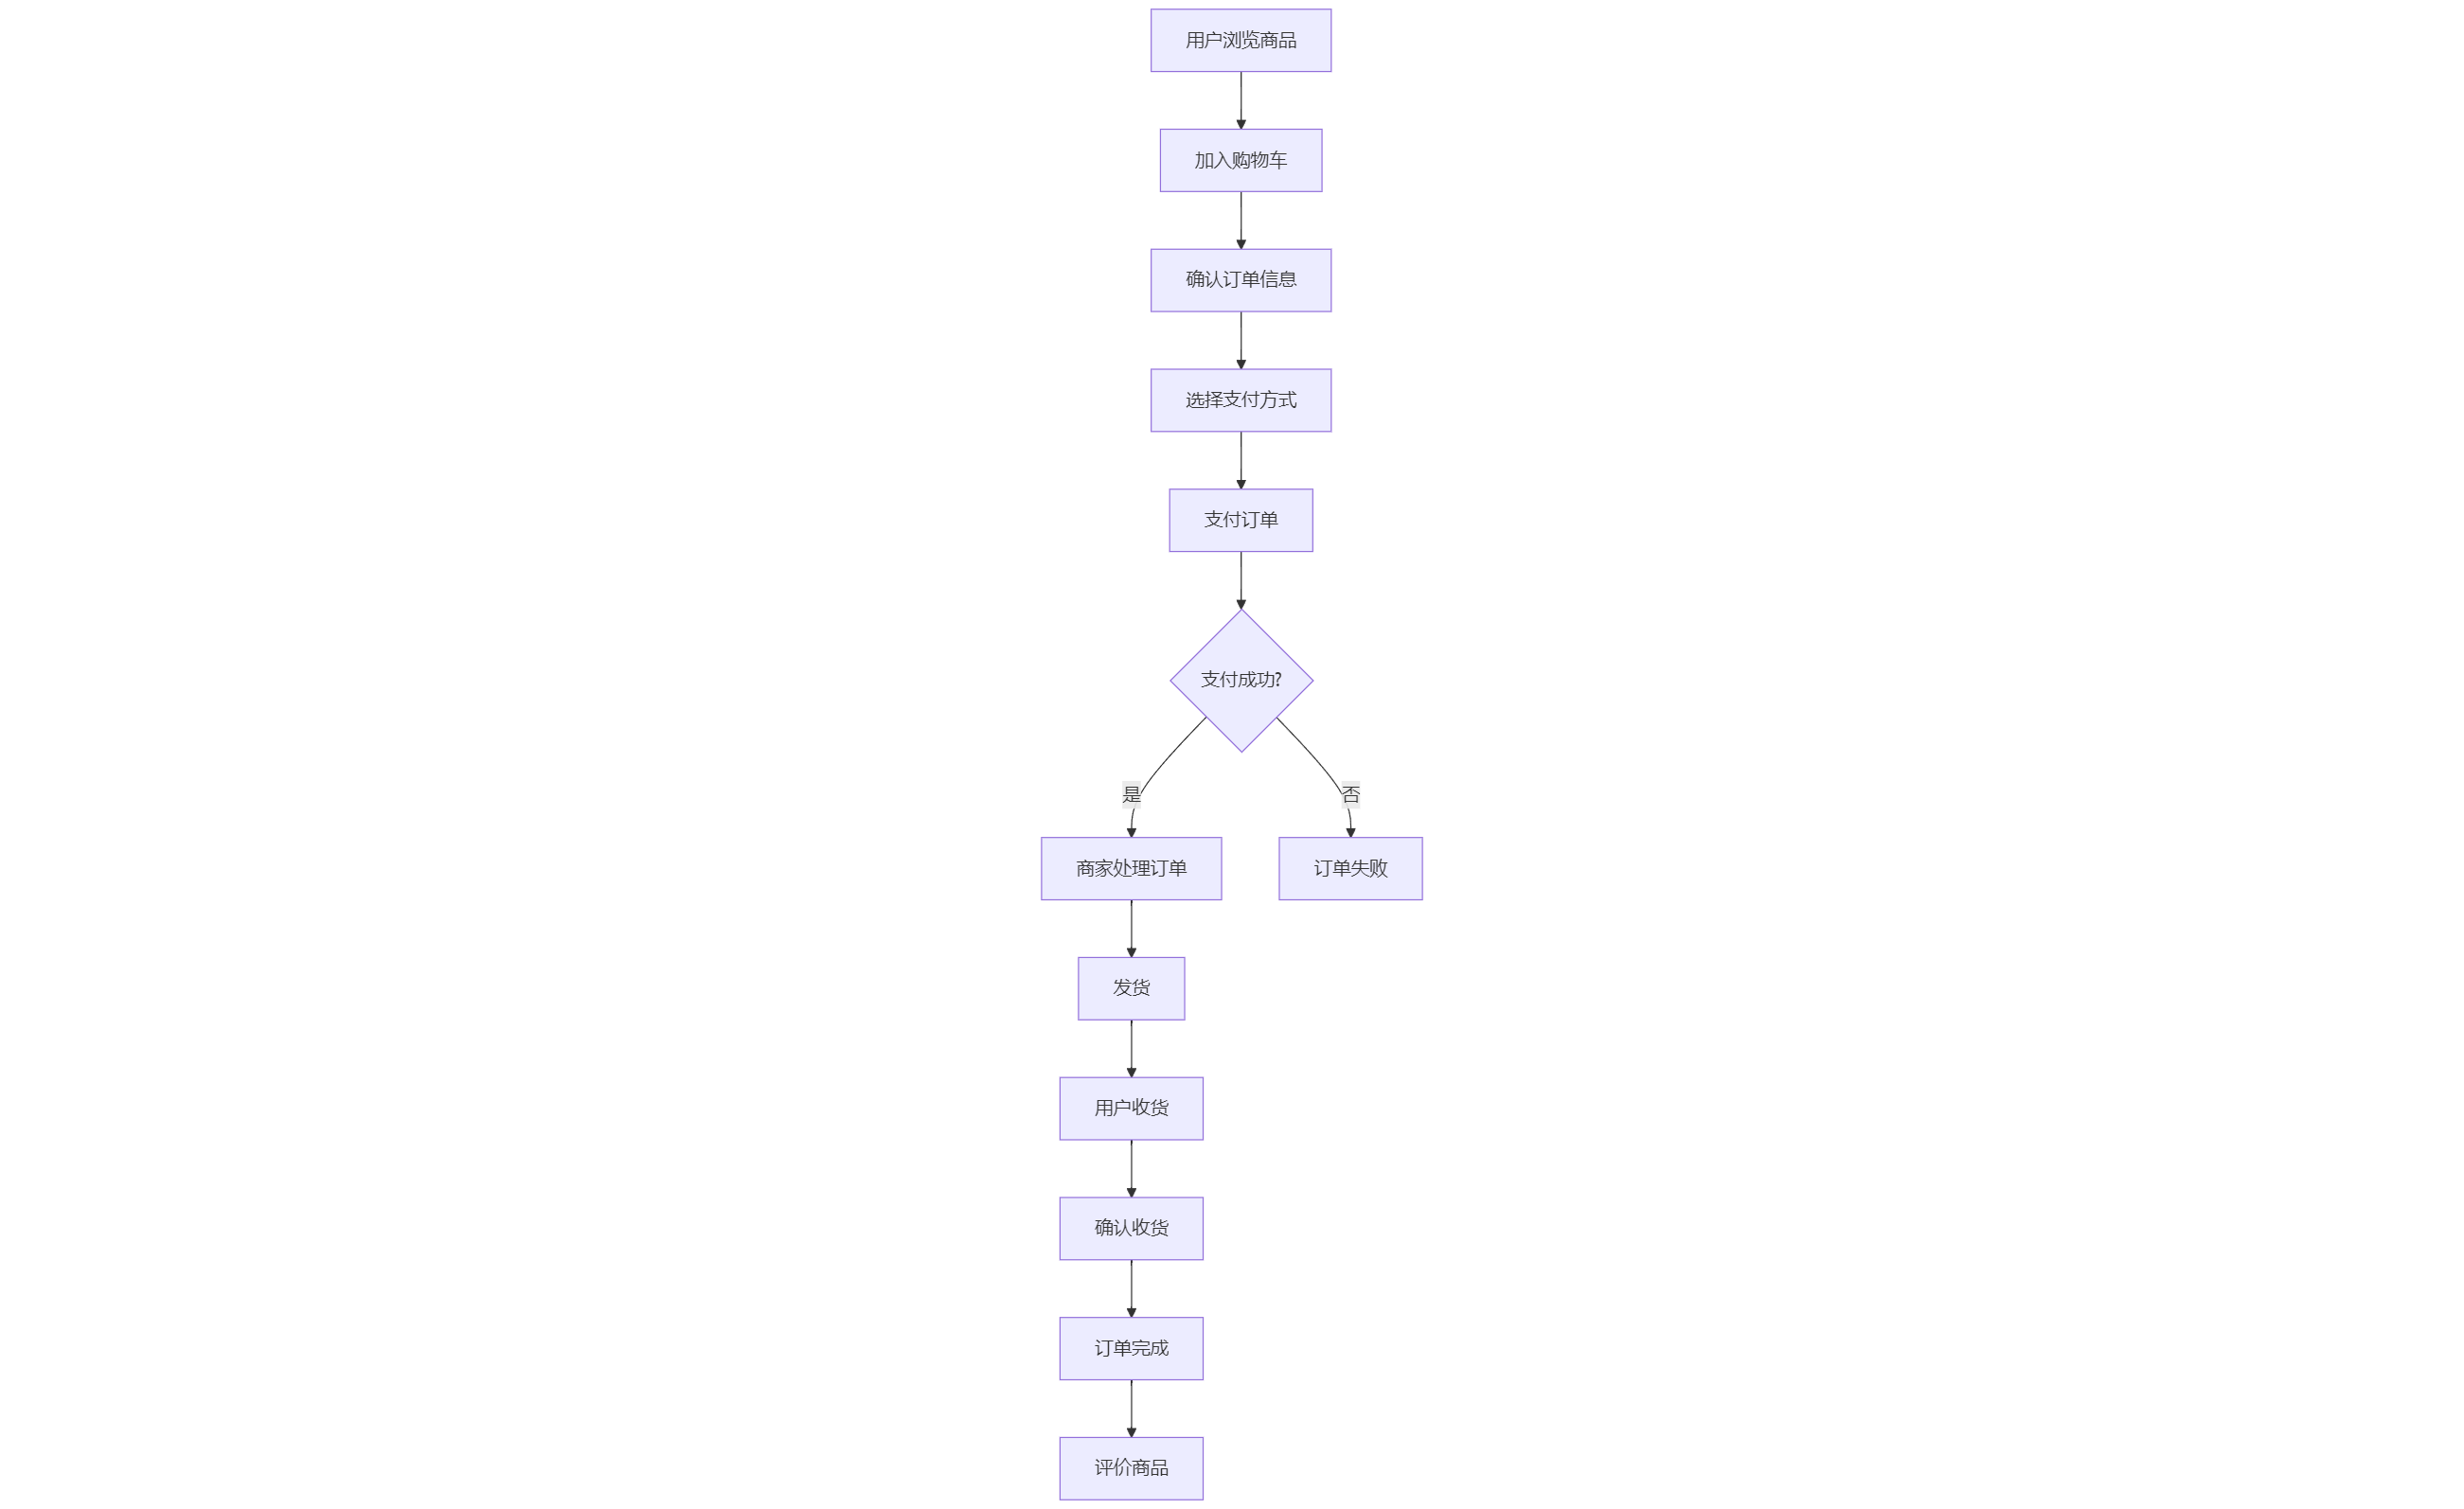 用户浏览商品
加入购物车
确认订单信息
选择支付方式
支付订单
支付成功?
是
否
商家处理订单
订单失败
发货
用户收货
确认收货
订单完成
评价商品